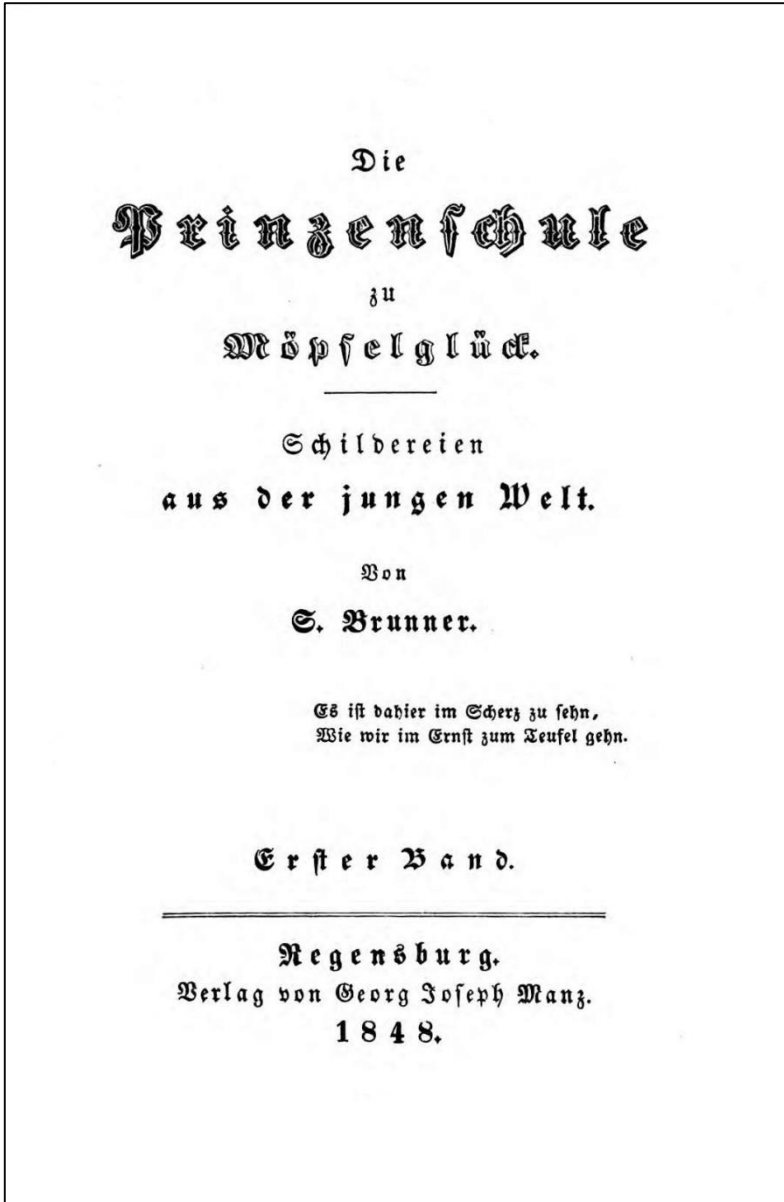 Die
Prinzenschule
zu
Möpselglück.
Schildereien
aus der jungen Welt.
Von
S. Brunner.
Es ist dahier im Scherz zu sehn,
Wie wir im Ernst zum Teufel gehn.
Erster Band.
Regensburg.
Verlag von Georg Joseph Manz.
1848.